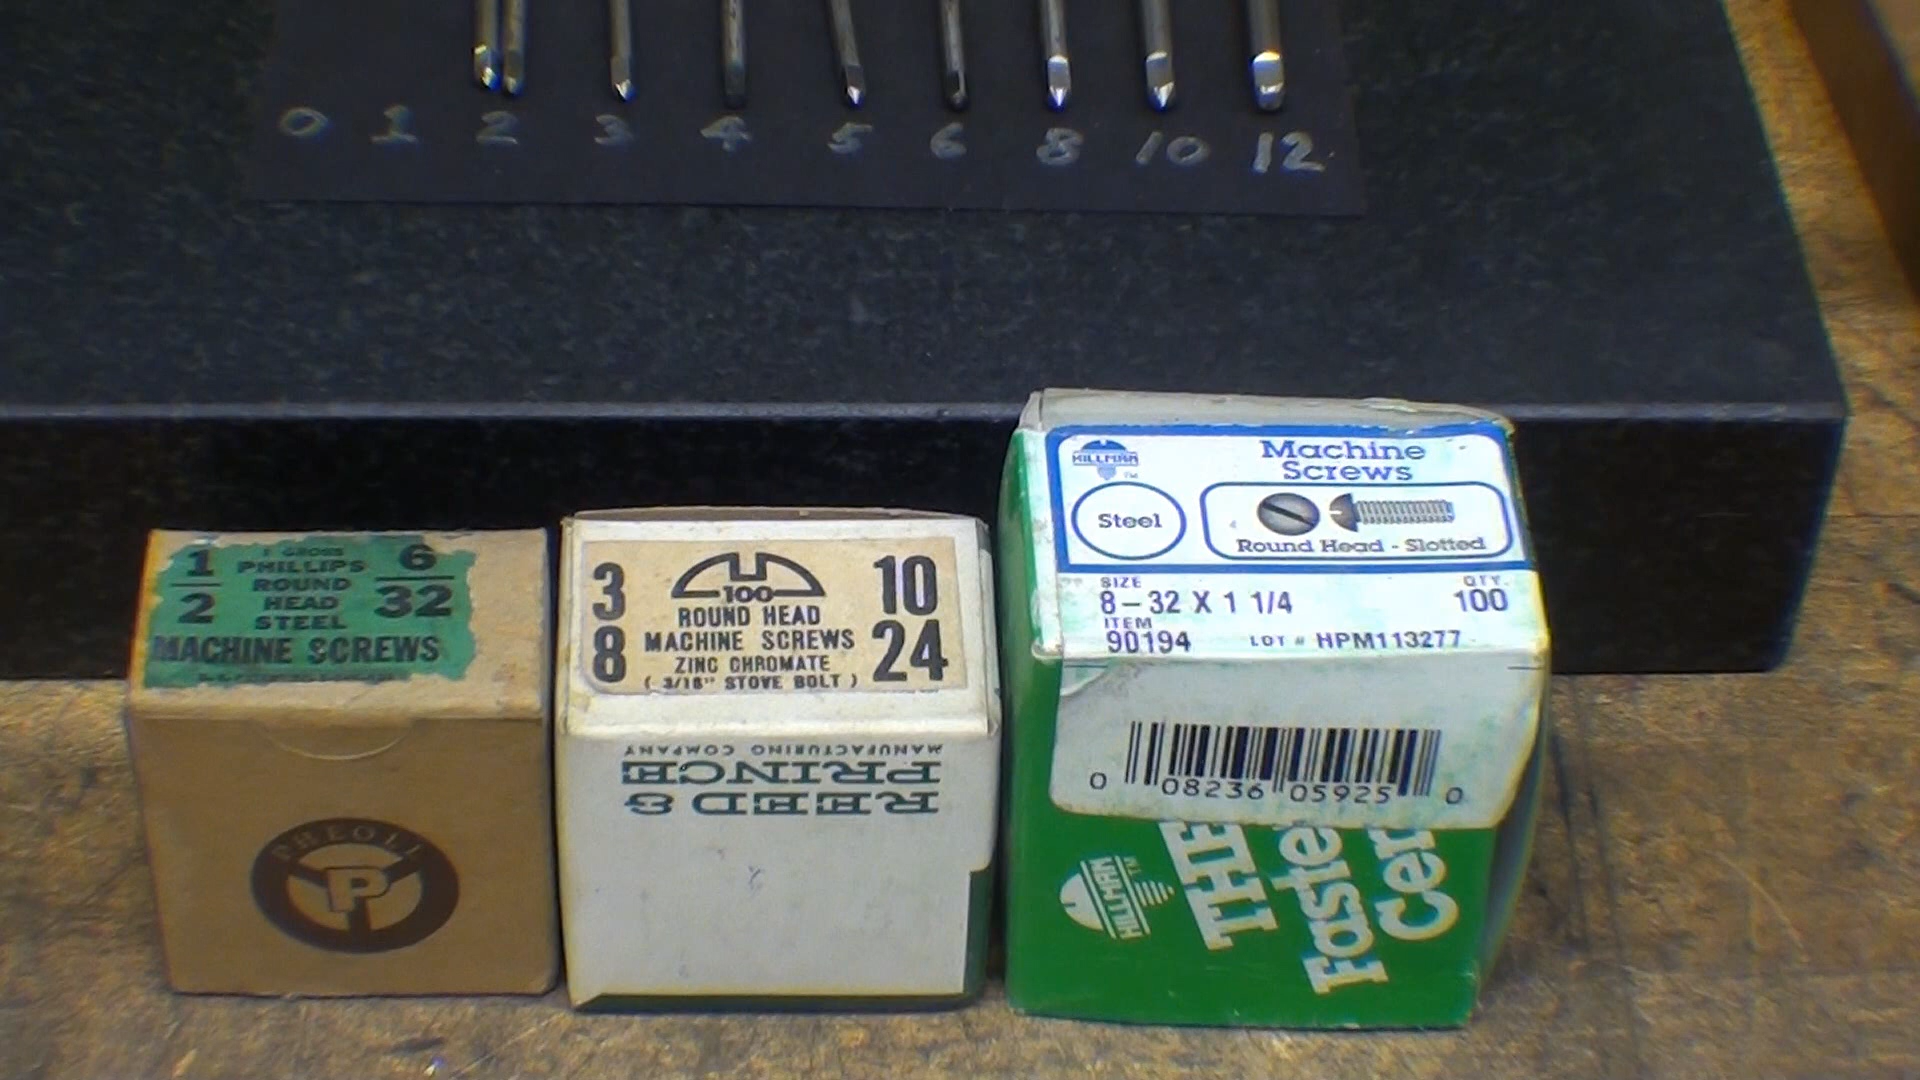 0 1 2 3 4 5 6 8 10 12
1/2
1 GROSS
PHILLIPS
ROUND
HEAD
STEEL
6/32
MACHINE SCREWS
PHEOLL
P
3/8
100
ROUND HEAD
MACHINE SCREWS
ZINC CHROMATE
( 3/16" STOVE BOLT )
10
24
REED &
PRINCE
MANUFACTURING COMPANY
HILLMAN
TM
Machine
Screws
Steel
Round Head - Slotted
SIZE
8-32 X 1 1/4
QTY.
100
ITEM
90194
LOT # HPM113277
0 08236 05925 0
HILLMAN
TM
THE
Faste
Cen